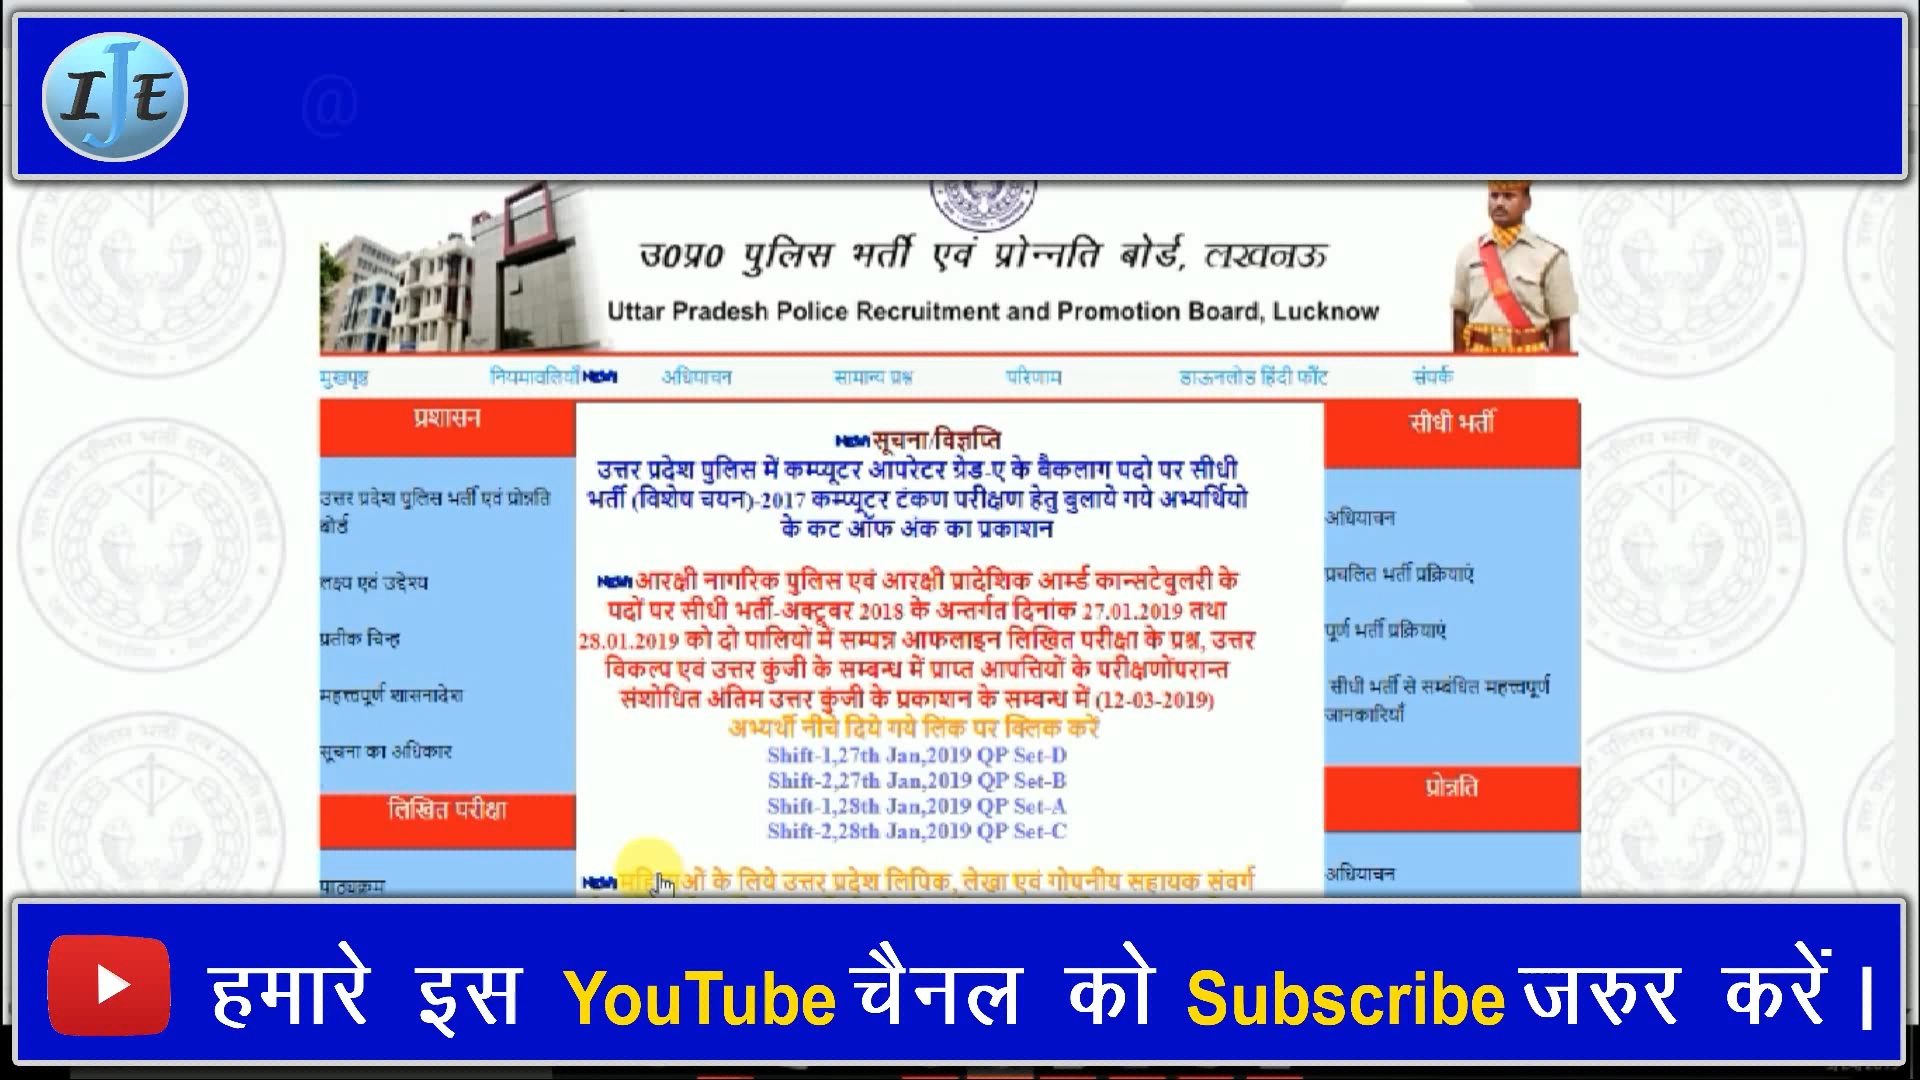 IJE
@
उ0प्र0 पुलिस भर्ती एवं प्रोन्नति बोर्ड, लखनऊ
Uttar Pradesh Police Recruitment and Promotion Board, Lucknow
मुखपृष्ठ नियमावलियाँ New अधियाचन सामान्य प्रश्न परिणाम डाऊनलोड हिंदी फॉंट संपर्क
प्रशासन
उत्तर प्रदेश पुलिस भर्ती एवं प्रोन्नति
बोर्ड
लक्ष्य एवं उद्देश्य
प्रतीक चिन्ह
महत्त्वपूर्ण शासनादेश
सूचना का अधिकार
लिखित परीक्षा
पाठ्यक्रम
New सूचना/विज्ञप्ति
उत्तर प्रदेश पुलिस में कम्प्यूटर आपरेटर ग्रेड-ए के बैकलाग पदो पर सीधी
भर्ती (विशेष चयन)-2017 कम्प्यूटर टंकण परीक्षण हेतु बुलाये गये अभ्यर्थियो
के कट ऑफ अंक का प्रकाशन
New आरक्षी नागरिक पुलिस एवं आरक्षी प्रादेशिक आर्म्ड कान्सटेबुलरी के
पदों पर सीधी भर्ती-अक्टूबर 2018 के अन्तर्गत दिनांक 27.01.2019 तथा
28.01.2019 को दो पालियों में सम्पन्न आफलाइन लिखित परीक्षा के प्रश्न, उत्तर
विकल्प एवं उत्तर कुंजी के सम्बन्ध में प्राप्त आपत्तियों के परीक्षणोंपरान्त
संशोधित अंतिम उत्तर कुंजी के प्रकाशन के सम्बन्ध में (12-03-2019)
अभ्यर्थी नीचे दिये गये लिंक पर क्लिक करें
Shift-1,27th Jan,2019 QP Set-D
Shift-2,27th Jan,2019 QP Set-B
Shift-1,28th Jan,2019 QP Set-A
Shift-2,28th Jan,2019 QP Set-C
New महिलाओं के लिये उत्तर प्रदेश लिपिक, लेखा एवं गोपनीय सहायक संवर्ग
सीधी भर्ती
अधियाचन
प्रचलित भर्ती प्रक्रियाएं
पूर्ण भर्ती प्रक्रियाएं
सीधी भर्ती से सम्बंधित महत्त्वपूर्ण
जानकारियाँ
प्रोन्नति
अधियाचन
हमारे इस YouTube चैनल को Subscribe जरुर करें ।